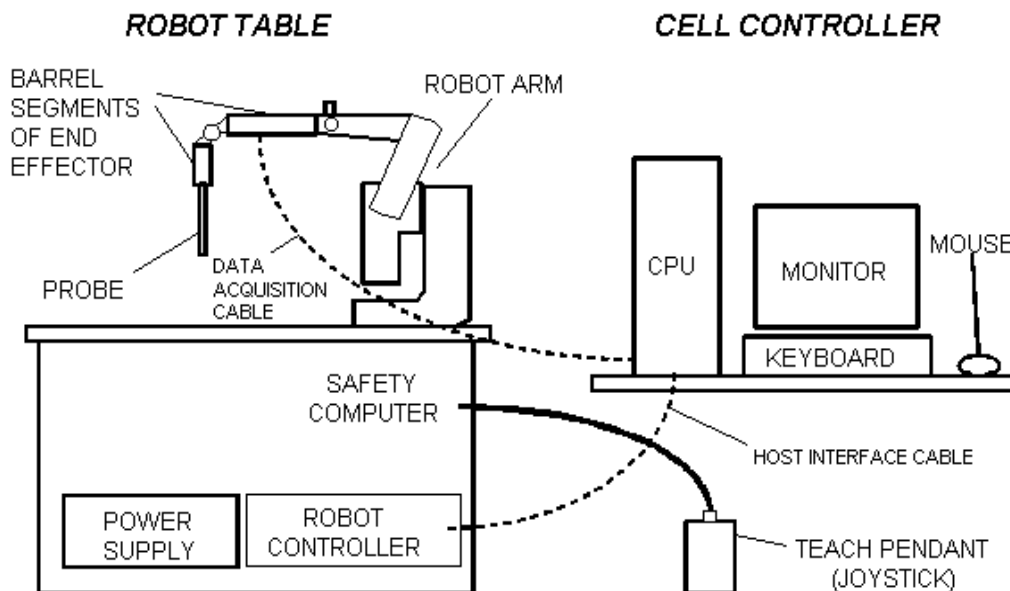 ROBOT TABLE
CELL CONTROLLER
BARREL
SEGMENTS
OF END
EFFECTOR
ROBOT ARM
PROBE
DATA
ACQUISITION
CABLE
CPU
MONITOR
MOUSE
KEYBOARD
SAFETY
COMPUTER
HOST INTERFACE CABLE
POWER
SUPPLY
ROBOT
CONTROLLER
TEACH PENDANT
(JOYSTICK)